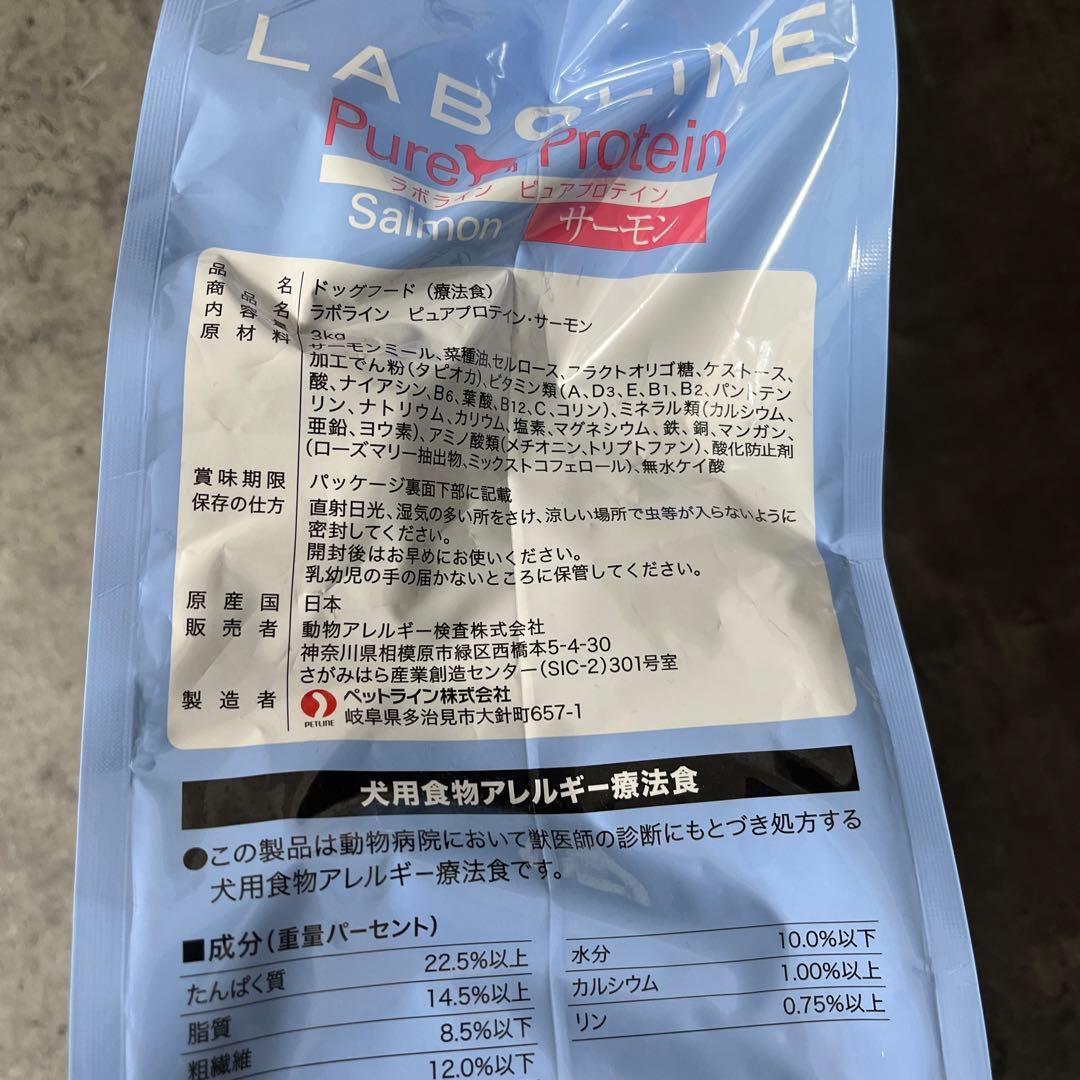 LABOLINE
Pure Protein
ラボライン ピュアプロテイン
Salmon サーモン
品名 ドッグフード（療法食）
商品名 ラボライン ピュアプロテイン・サーモン
内容量 3kg
原材料 サーモンミール、菜種油、セルロース、フラクトオリゴ糖、ケストース、
加工でん粉（タピオカ）、ビタミン類（A、D3、E、B1、B2、パントテン
酸、ナイアシン、B6、葉酸、B12、C、コリン）、ミネラル類（カルシウム、
リン、ナトリウム、カリウム、塩素、マグネシウム、鉄、銅、マンガン、
亜鉛、ヨウ素）、アミノ酸類（メチオニン、トリプトファン）、酸化防止剤
（ローズマリー抽出物、ミックストコフェロール）、無水ケイ酸
賞味期限 パッケージ裏面下部に記載
保存の仕方 直射日光、湿気の多い所をさけ、涼しい場所で虫等が入らないように
密封してください。
開封後はお早めにお使いください。
乳幼児の手の届かないところに保管してください。
原産国 日本
販売者 動物アレルギー検査株式会社
神奈川県相模原市緑区西橋本5-4-30
さがみはら産業創造センター（SIC-2）301号室
製造者 PETLINE ペットライン株式会社
岐阜県多治見市大針町657-1
犬用食物アレルギー療法食
●この製品は動物病院において獣医師の診断にもとづき処方する
犬用食物アレルギー療法食です。
■成分（重量パーセント）
たんぱく質 22.5%以上
脂質 14.5%以上
粗繊維 8.5%以下
12.0%以下
水分 10.0%以下
カルシウム 1.00%以上
リン 0.75%以上